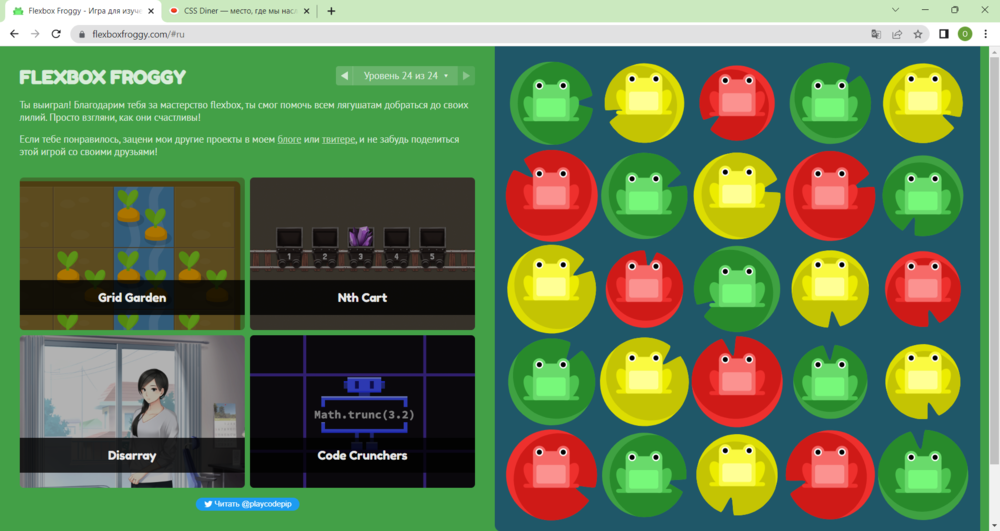 Flexbox Froggy - Игра для изуче
CSS Diner — место, где мы насл
flexboxfroggy.com/#ru
O
FLEXBOX FROGGY
Уровень 24 из 24
Ты выиграл! Благодарим тебя за мастерство flexbox, ты смог помочь всем лягушатам добраться до своих
лилий. Просто взгляни, как они счастливы!
Если тебе понравилось, зацени мои другие проекты в моем блоге или твитере, и не забудь поделиться
этой игрой со своими друзьями!
1 2 3 4 5
Grid Garden
Nth Cart
Math.trunc(3.2)
Disarray
Code Crunchers
Читать @playcodepip